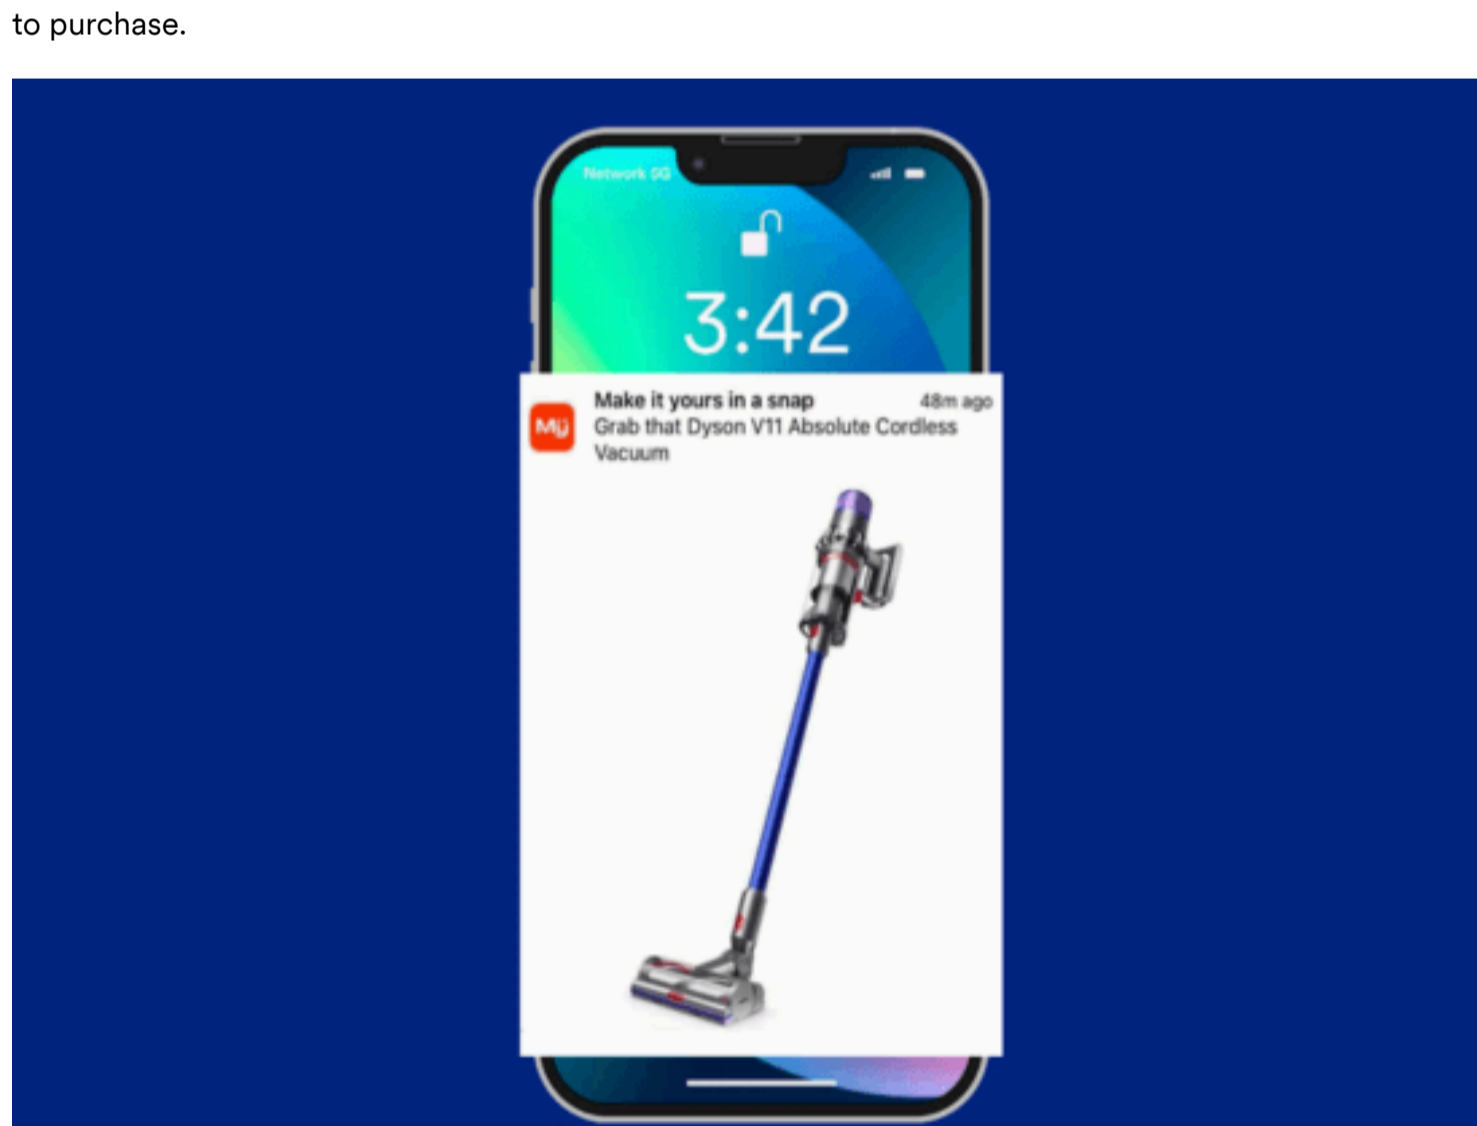 to purchase.
Network 5G
3:42
Make it yours in a snap
48m ago
Mÿ
Grab that Dyson V11 Absolute Cordless
Vacuum